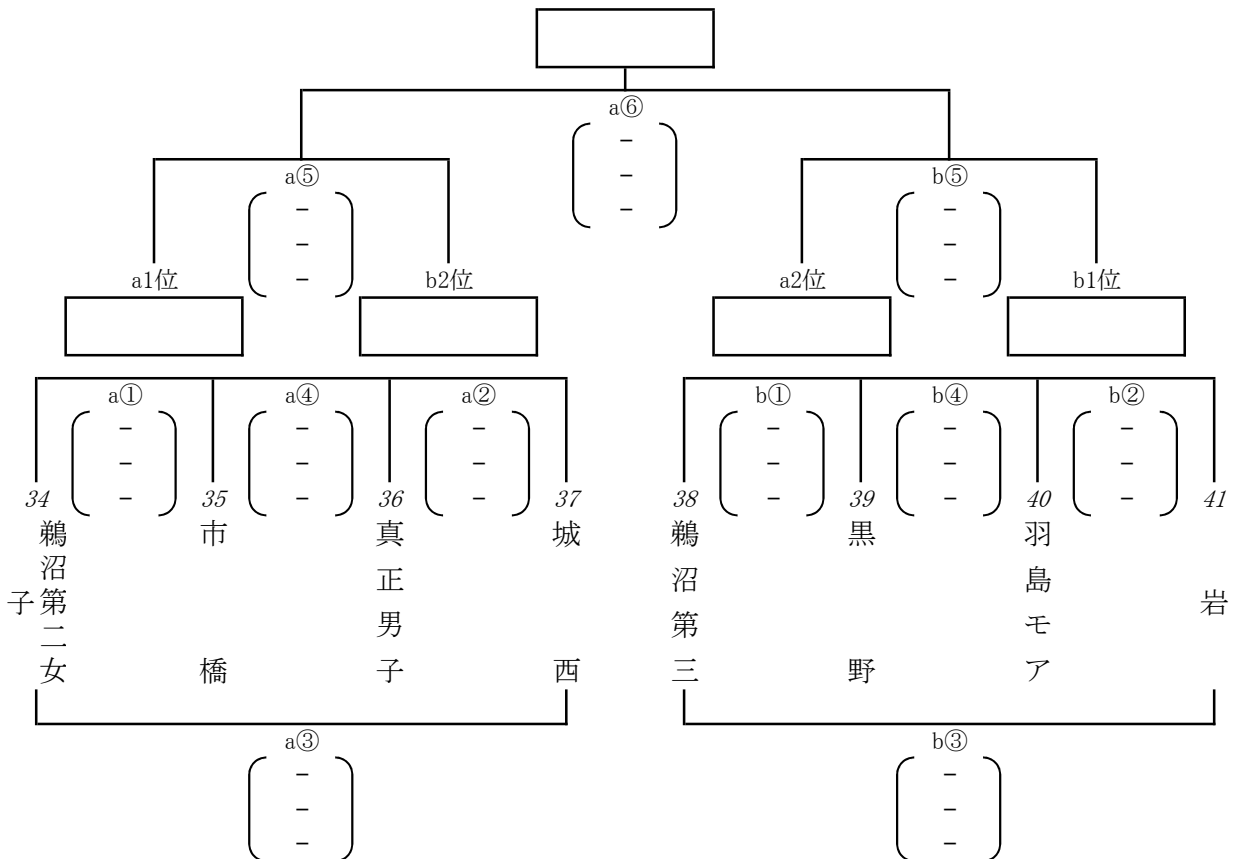 a⑥
-
-
-
a⑤
-
-
-
b⑤
-
-
-
a1位
b2位
a2位
b1位
a①
-
-
-
a④
-
-
-
a②
-
-
-
b①
-
-
-
b④
-
-
-
b②
-
-
-
34
35
36
37
38
39
40
41
鵜沼第二女子
市橋
真正男子
城西
鵜沼第三
黒野
羽島モア
岩
a③
-
-
-
b③
-
-
-